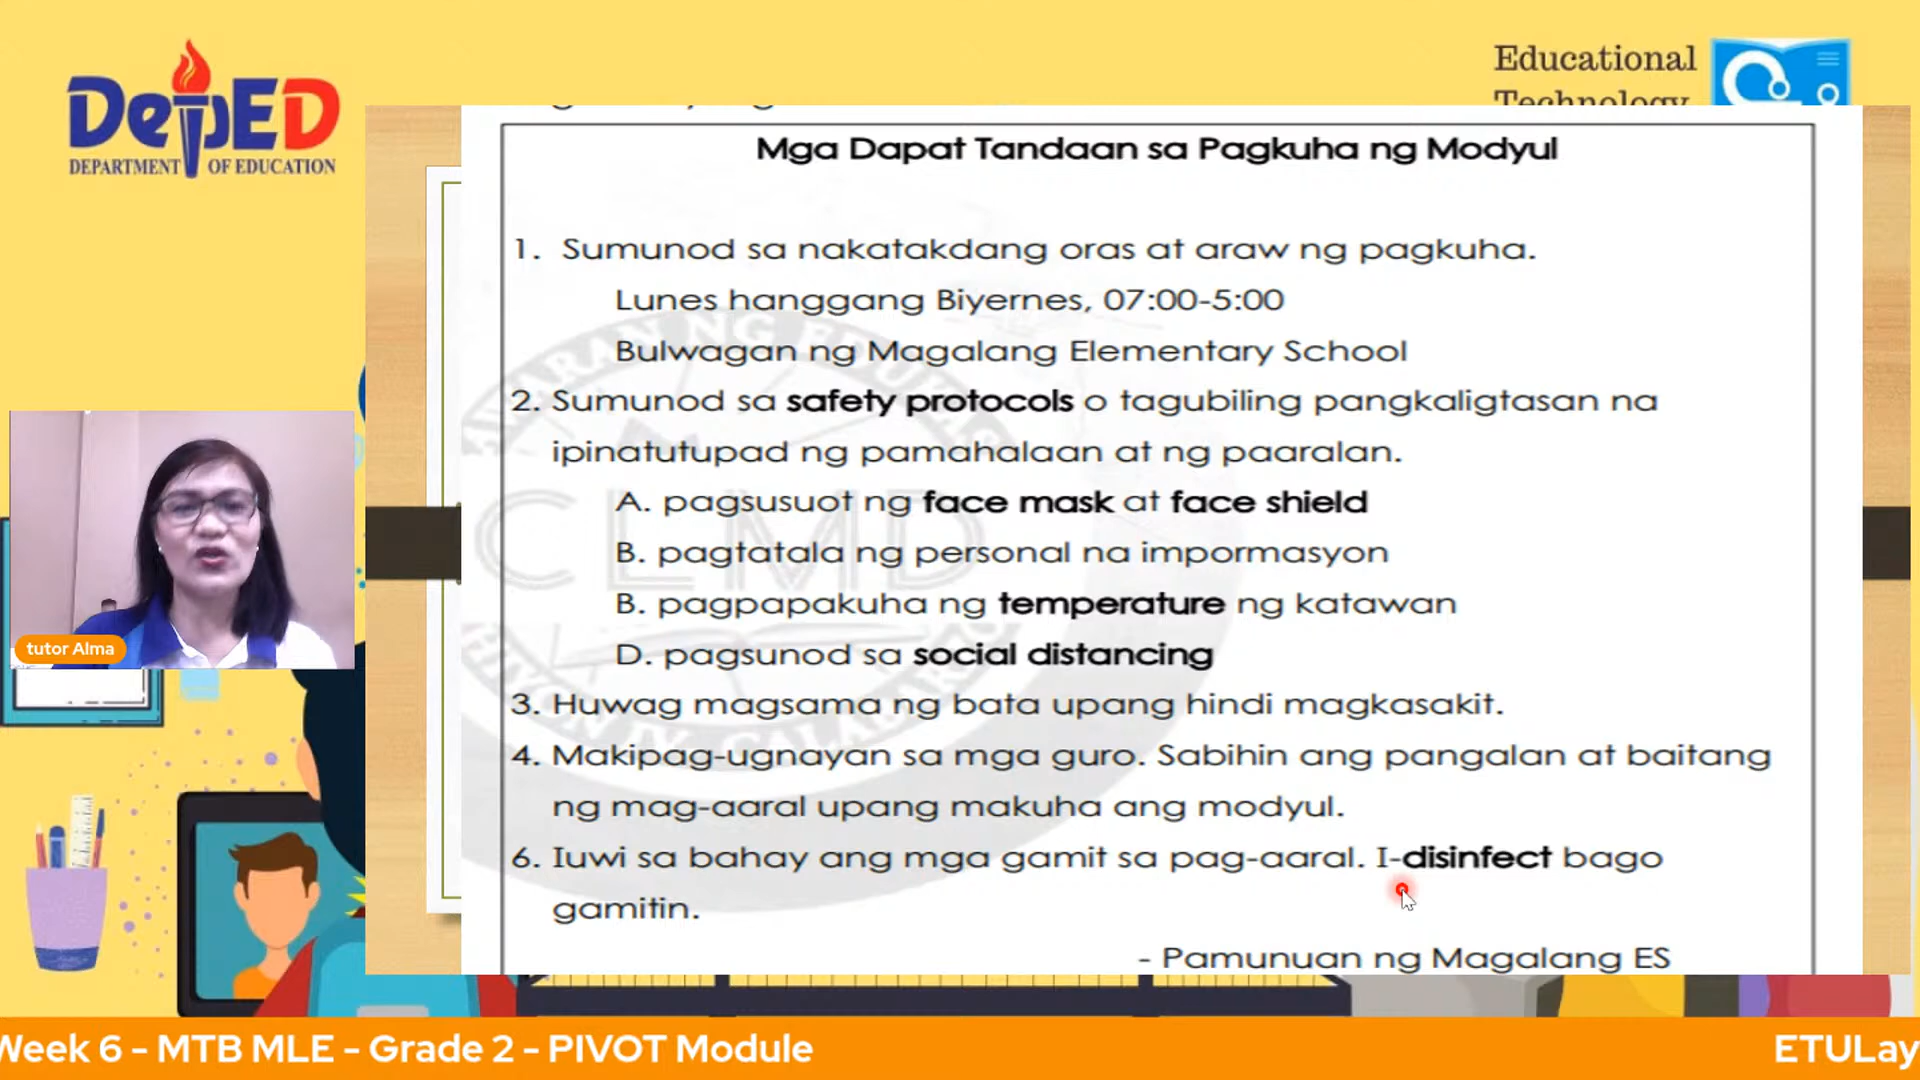 DepED
DEPARTMENT OF EDUCATION
Educational
Technology
Mga Dapat Tandaan sa Pagkuha ng Modyul
1. Sumunod sa nakatakdang oras at araw ng pagkuha.
Lunes hanggang Biyernes, 07:00-5:00
Bulwagan ng Magalang Elementary School
2. Sumunod sa safety protocols o tagubiling pangkaligtasan na
ipinatutupad ng pamahalaan at ng paaralan.
A. pagsusuot ng face mask at face shield
B. pagtatala ng personal na impormasyon
B. pagpapakuha ng temperature ng katawan
D. pagsunod sa social distancing
3. Huwag magsama ng bata upang hindi magkasakit.
4. Makipag-ugnayan sa mga guro. Sabihin ang pangalan at baitang
ng mag-aaral upang makuha ang modyul.
6. Iuwi sa bahay ang mga gamit sa pag-aaral. I-disinfect bago
gamitin.
- Pamunuan ng Magalang ES
CLMD
tutor Alma
Week 6 - MTB MLE - Grade 2 - PIVOT Module
ETULay